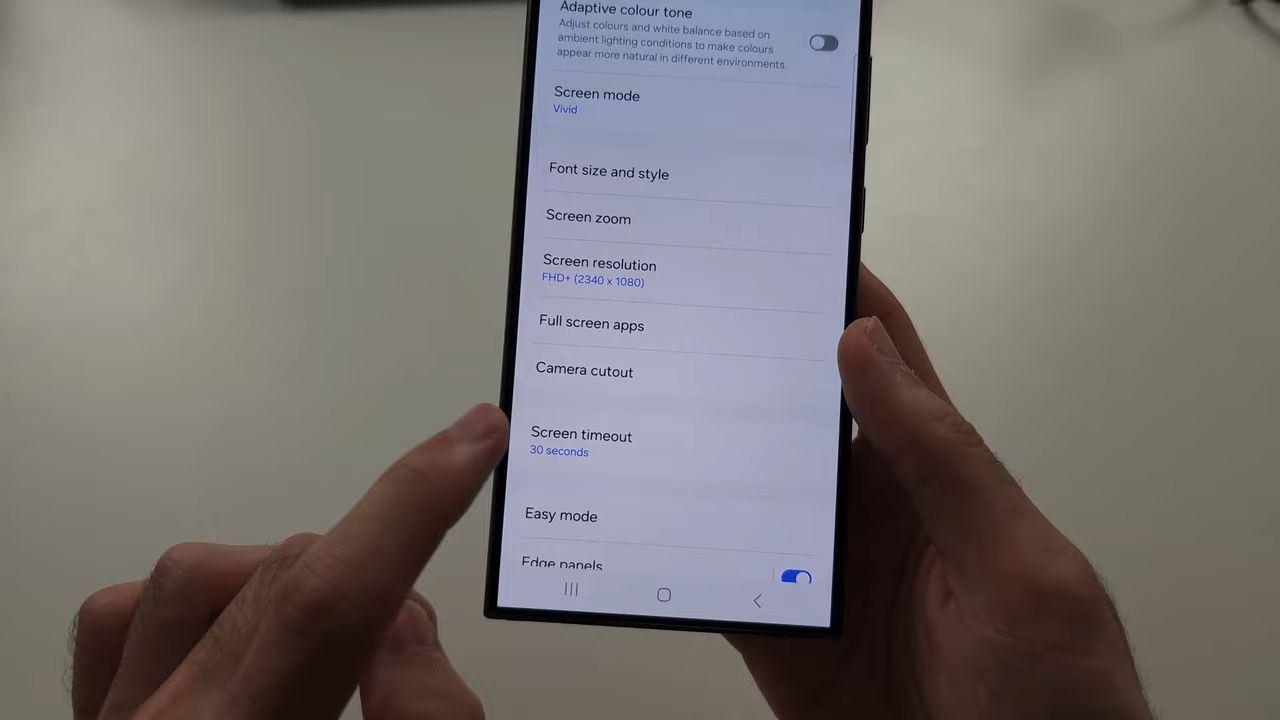 Adaptive colour tone
Adjust colours and white balance based on
ambient lighting conditions to make colours
appear more natural in different environments.
Screen mode
Vivid
Font size and style
Screen zoom
Screen resolution
FHD+ (2340 x 1080)
Full screen apps
Camera cutout
Screen timeout
30 seconds
Easy mode
Edge panels